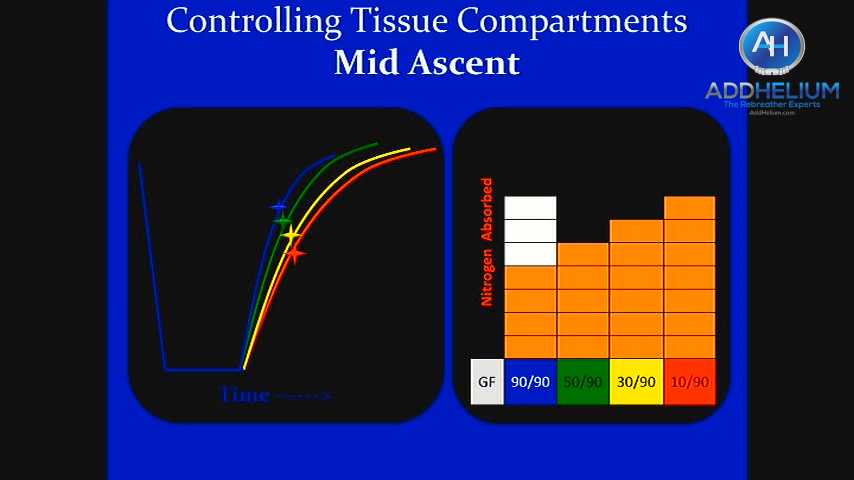 Controlling Tissue Compartments
Mid Ascent
AH
ADDHELIUM
The Rebreather Experts
AddHelium.com
Time ------>
Nitrogen Absorbed
GF 90/90 50/90 30/90 10/90